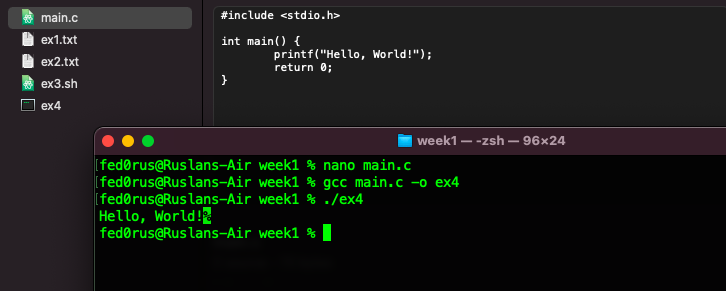 main.c
ex1.txt
ex2.txt
ex3.sh
ex4
#include <stdio.h>
int main() {
printf("Hello, World!");
return 0;
}
week1 — -zsh — 96×24
[fed0rus@Ruslans-Air week1 % nano main.c
[fed0rus@Ruslans-Air week1 % gcc main.c -o ex4
[fed0rus@Ruslans-Air week1 % ./ex4
Hello, World!%
fed0rus@Ruslans-Air week1 %